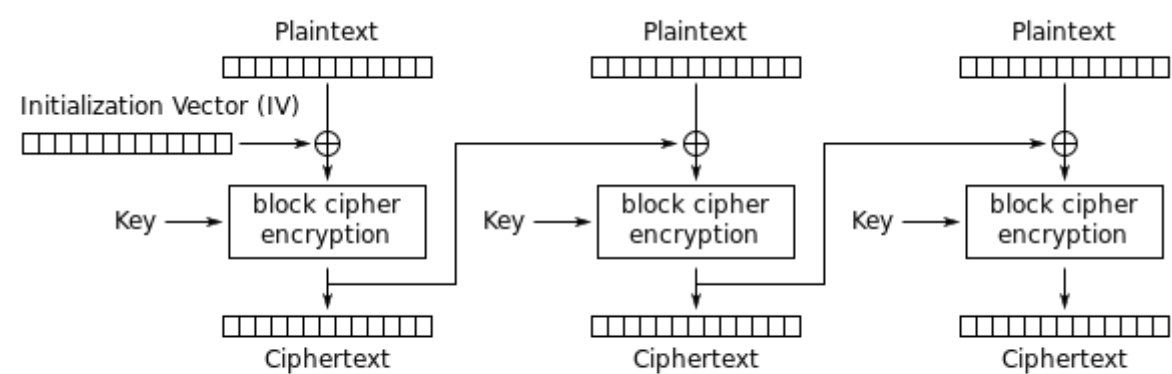 Plaintext
Plaintext
Plaintext
Initialization Vector (IV)
Key
block cipher
encryption
Key
block cipher
encryption
Key
block cipher
encryption
Ciphertext
Ciphertext
Ciphertext